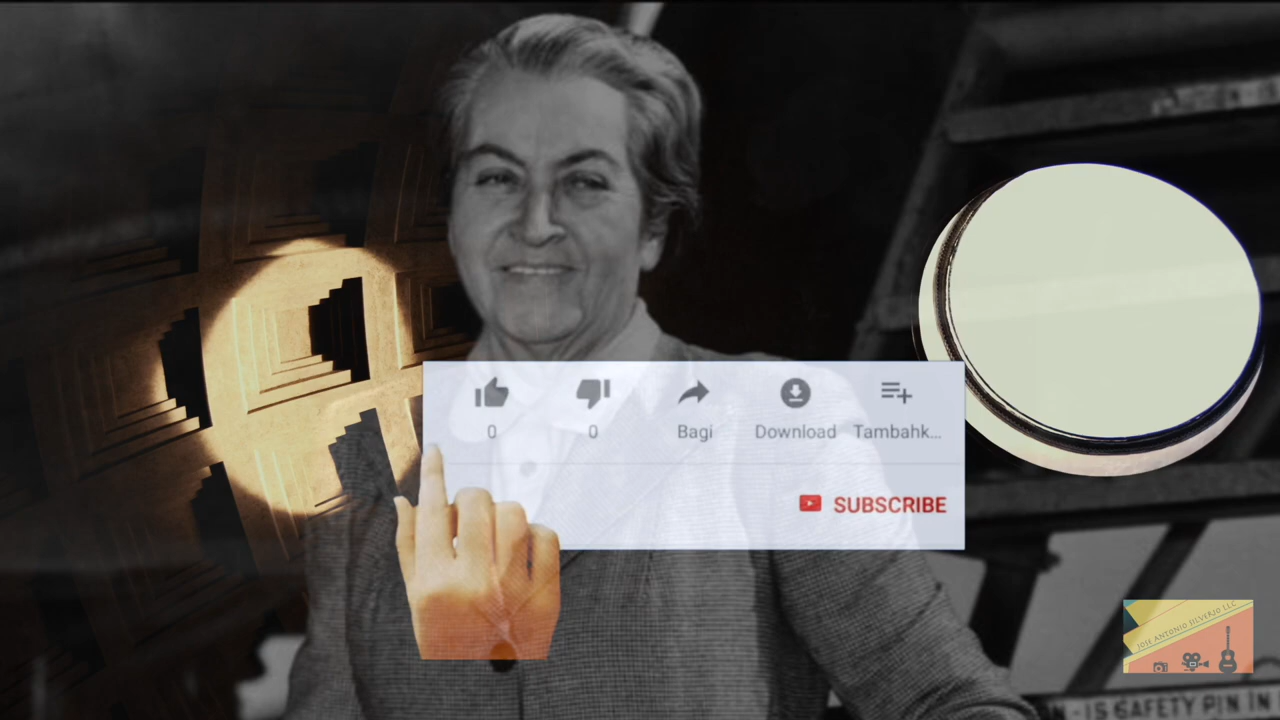 0
0
Bagi
Download
Tambahk...
SUBSCRIBE
JOSE ANTONIO SILVERIO LLC
- IS SAFETY PIN IN